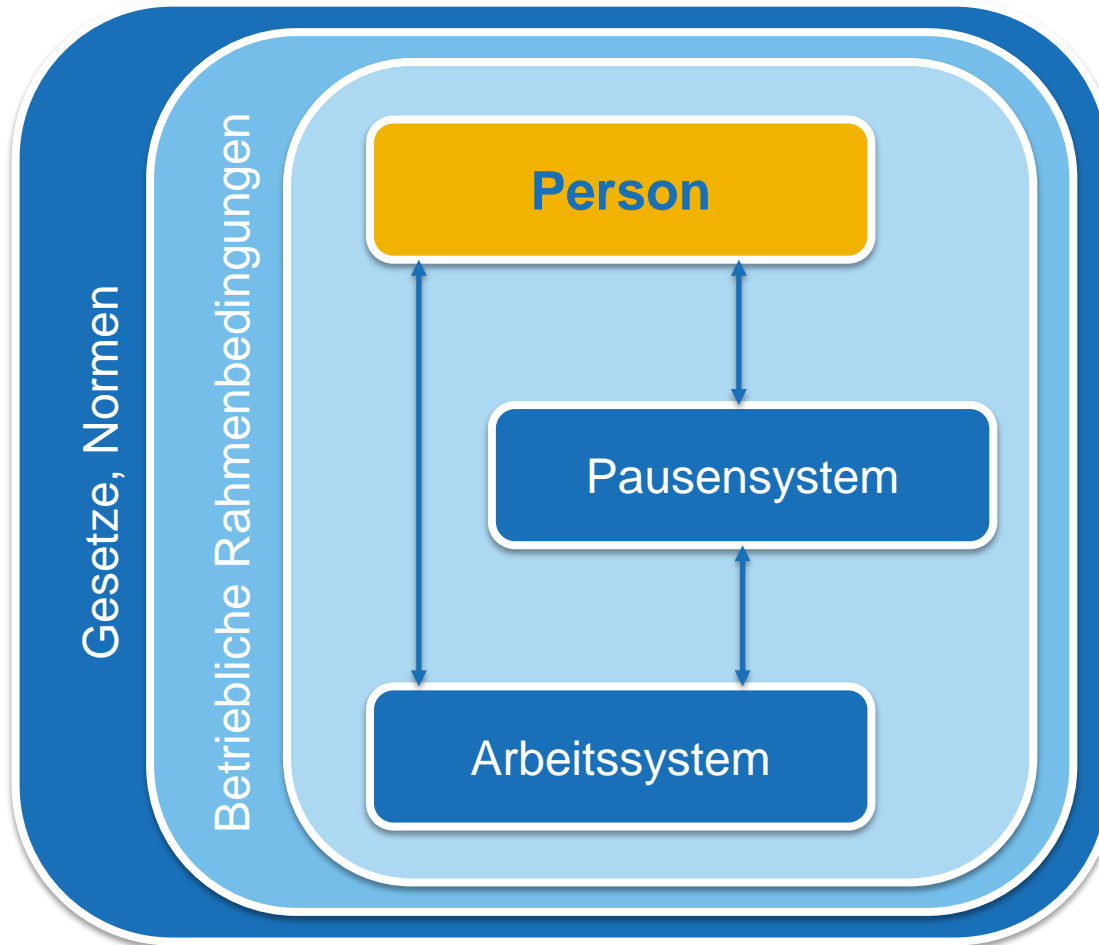 Gesetze, Normen
Betriebliche Rahmenbedingungen
Person
Pausensystem
Arbeitssystem